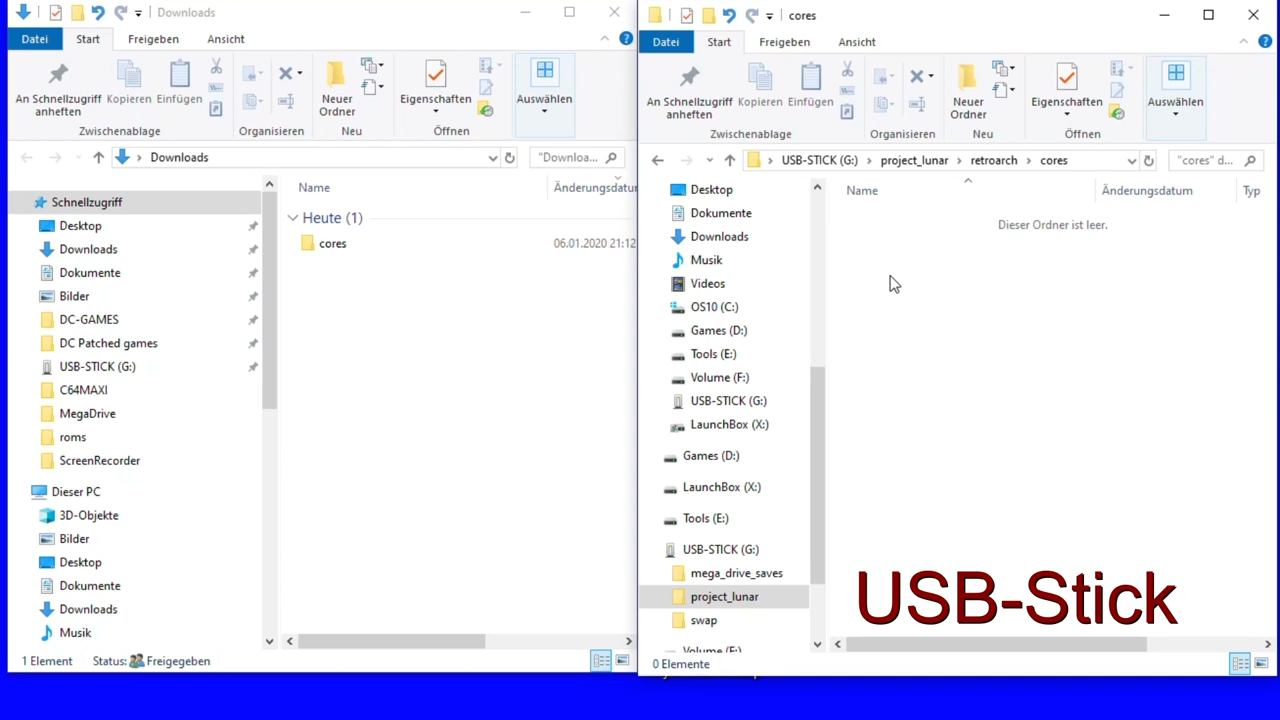 Downloads
Datei Start Freigeben Ansicht
An Schnellzugriff anheften
Kopieren
Einfügen
Zwischenablage
Organisieren
Neuer Ordner
Neu
Eigenschaften
Öffnen
Auswählen
Downloads
"Downloa...
Name Änderungsdatu
Schnellzugriff
Desktop
Downloads
Dokumente
Bilder
DC-GAMES
DC Patched games
USB-STICK (G:)
C64MAXI
MegaDrive
roms
ScreenRecorder
Dieser PC
3D-Objekte
Bilder
Desktop
Dokumente
Downloads
Musik
Heute (1)
cores 06.01.2020 21:12
1 Element Status: Freigegeben
cores
Datei Start Freigeben Ansicht
An Schnellzugriff anheften
Kopieren
Einfügen
Zwischenablage
Organisieren
Neuer Ordner
Neu
Eigenschaften
Öffnen
Auswählen
USB-STICK (G:) project_lunar retroarch cores
"cores" d...
Name Änderungsdatum Typ
Dieser Ordner ist leer.
Desktop
Dokumente
Downloads
Musik
Videos
OS10 (C:)
Games (D:)
Tools (E:)
Volume (F:)
USB-STICK (G:)
LaunchBox (X:)
Games (D:)
LaunchBox (X:)
Tools (E:)
USB-STICK (G:)
mega_drive_saves
project_lunar
swap
Volume (F:)
0 Elemente
USB-Stick